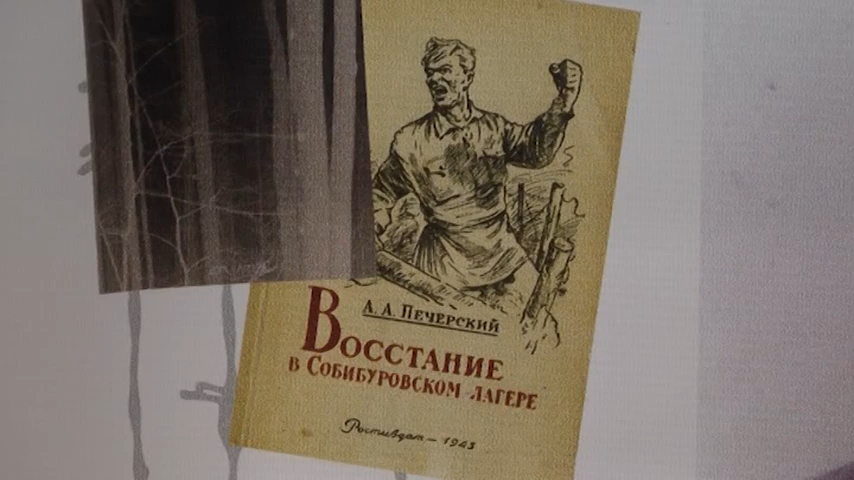 А. А. ПЕЧЕРСКИЙ
ВОССТАНИЕ
В СОБИБУРОВСКОМ ЛАГЕРЕ
Ростиздат — 1945